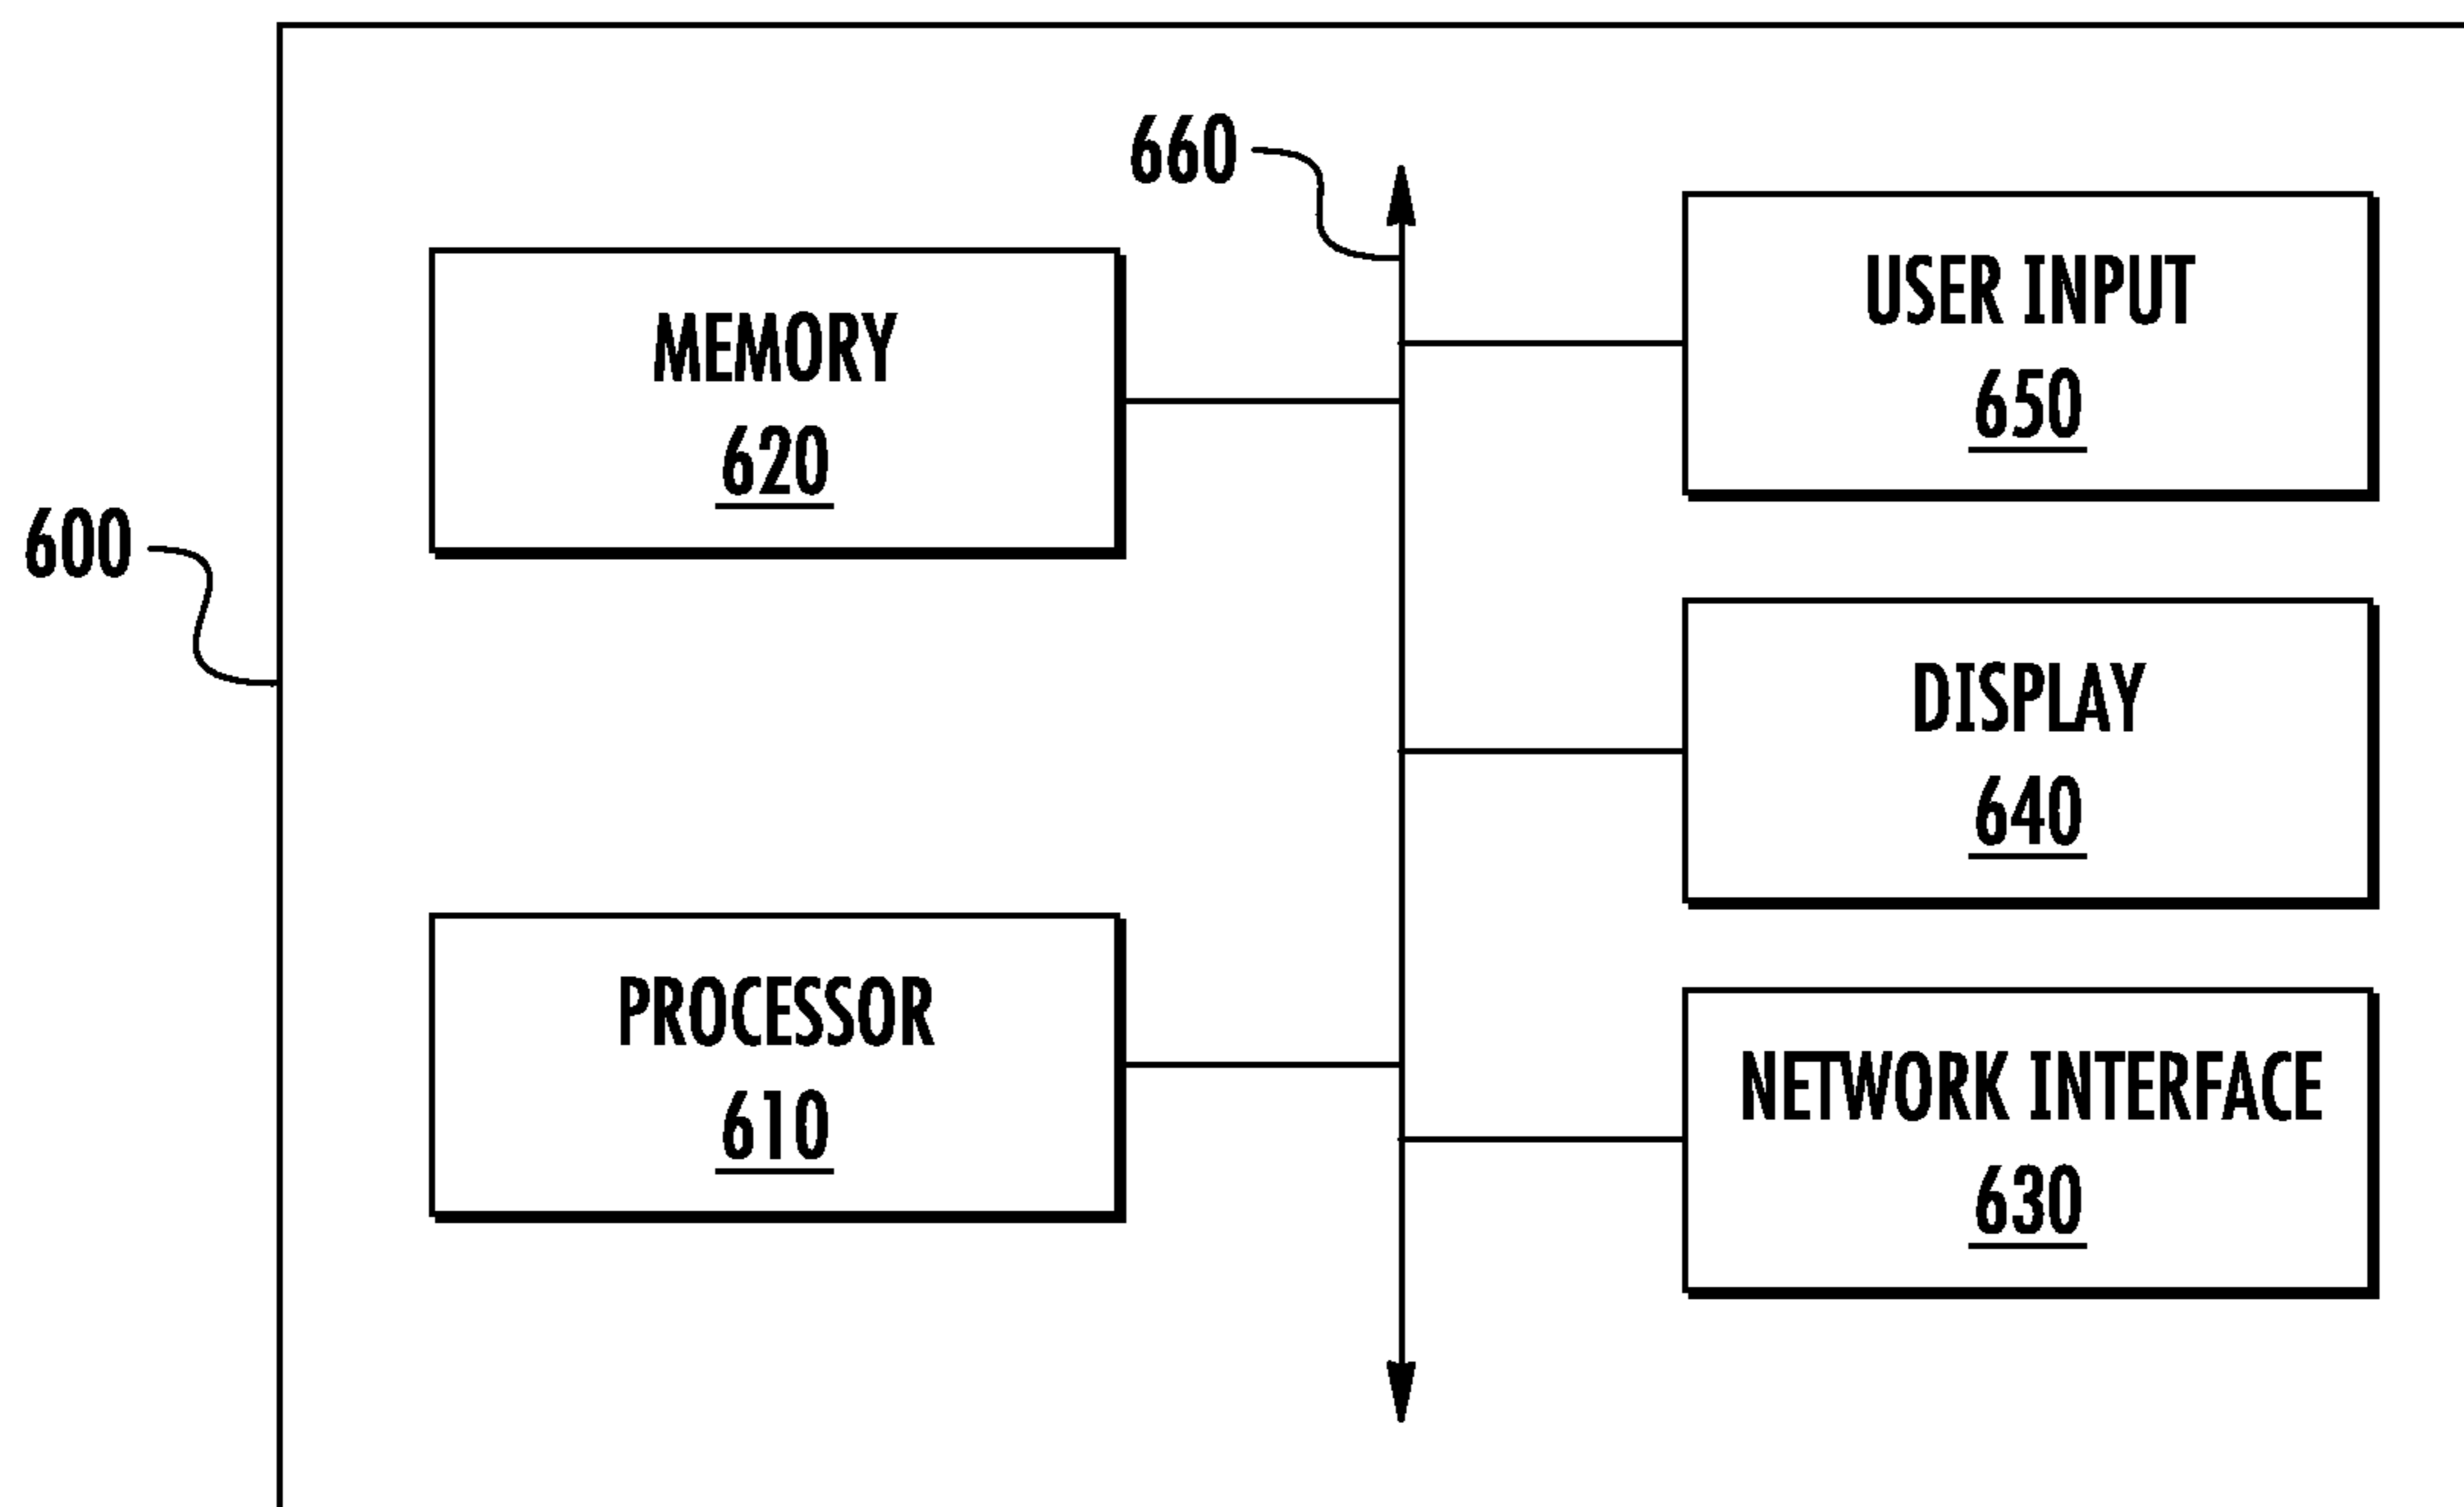 660
USER INPUT
650
MEMORY
620
600
DISPLAY
640
PROCESSOR
610
NETWORK INTERFACE
630